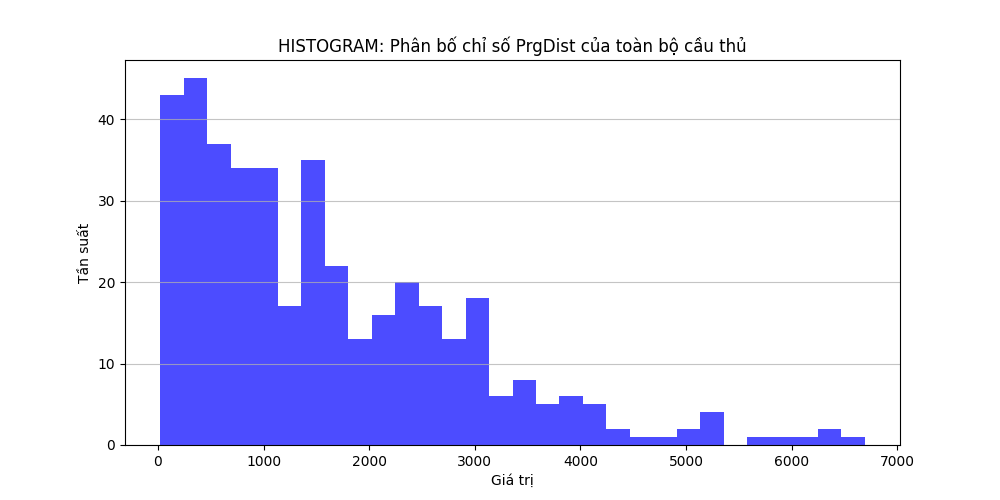 HISTOGRAM: Phân bố chỉ số PrgDist của toàn bộ cầu thủ
Tần suất
40
30
20
10
0
0 1000 2000 3000 4000 5000 6000 7000
Giá trị